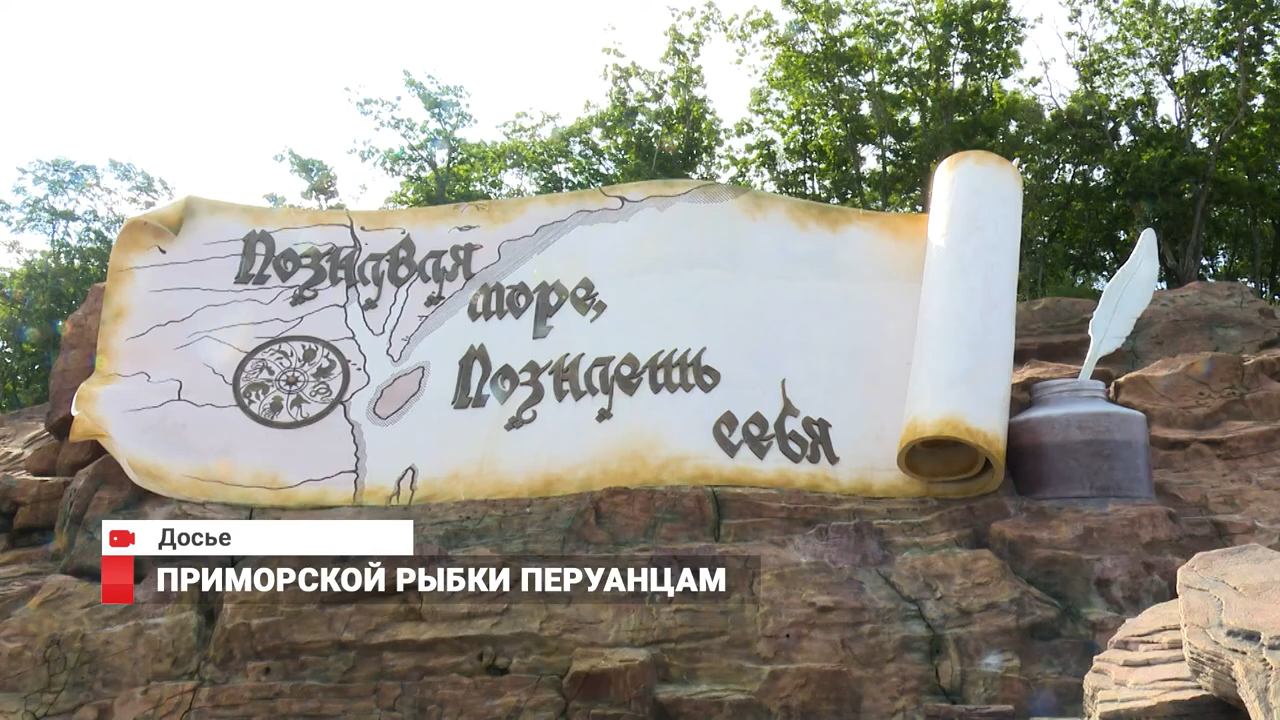 Познавая
море,
Познаешь
себя
Досье
ПРИМОРСКОЙ РЫБКИ ПЕРУАНЦАМ